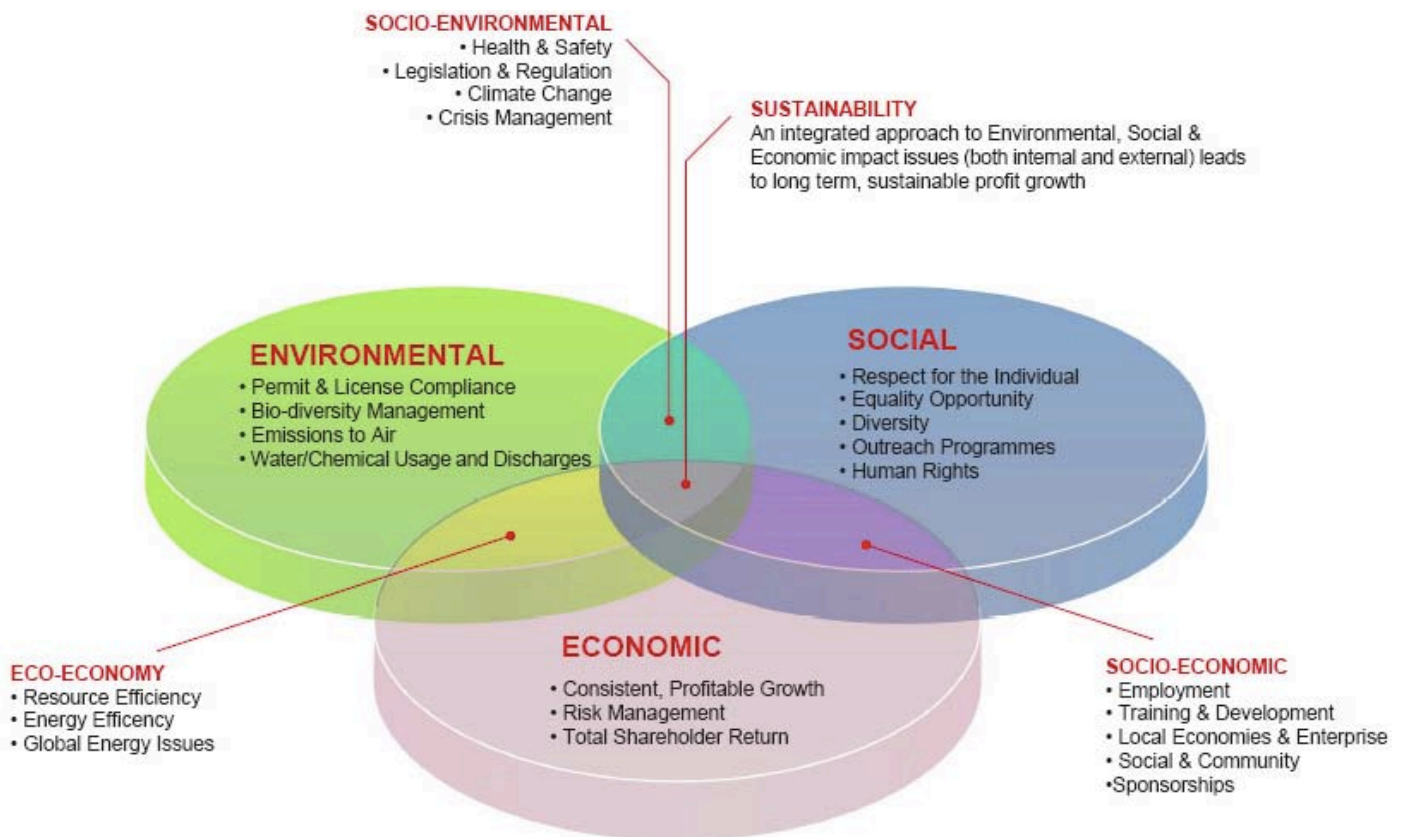 SOCIO-ENVIRONMENTAL
• Health & Safety
• Legislation & Regulation
• Climate Change
• Crisis Management
SUSTAINABILITY
An integrated approach to Environmental, Social &
Economic impact issues (both internal and external) leads
to long term, sustainable profit growth
ENVIRONMENTAL
• Permit & License Compliance
• Bio-diversity Management
• Emissions to Air
• Water/Chemical Usage and Discharges
SOCIAL
• Respect for the Individual
• Equality Opportunity
• Diversity
• Outreach Programmes
• Human Rights
ECO-ECONOMY
• Resource Efficiency
• Energy Efficency
• Global Energy Issues
ECONOMIC
• Consistent, Profitable Growth
• Risk Management
• Total Shareholder Return
SOCIO-ECONOMIC
• Employment
• Training & Development
• Local Economies & Enterprise
• Social & Community
•Sponsorships